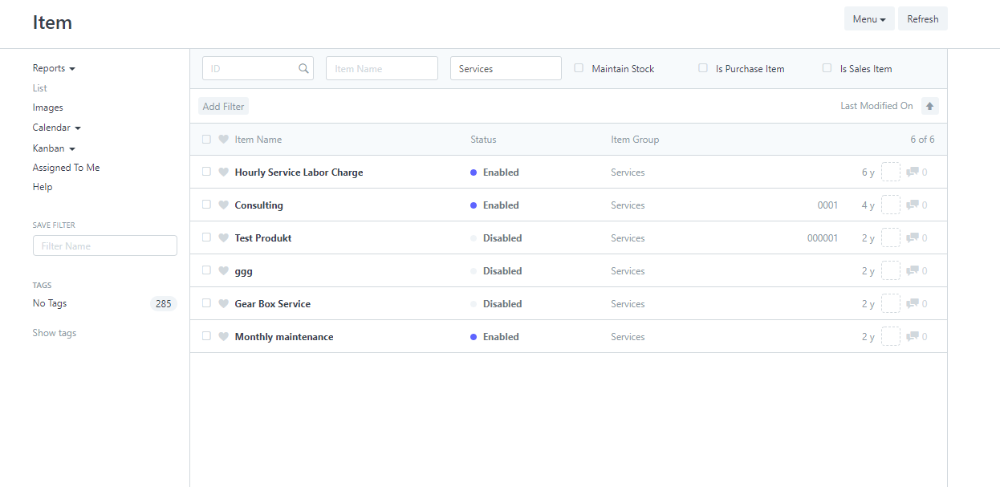 Item
Menu
Refresh
Reports
List
Images
Calendar
Kanban
Assigned To Me
Help
SAVE FILTER
Filter Name
TAGS
No Tags 285
Show tags
ID Item Name Services Maintain Stock Is Purchase Item Is Sales Item
Add Filter Last Modified On
Item Name Status Item Group 6 of 6
Hourly Service Labor Charge Enabled Services 6 y 0
Consulting Enabled Services 0001 4 y 0
Test Produkt Disabled Services 000001 2 y 0
ggg Disabled Services 2 y 0
Gear Box Service Disabled Services 2 y 0
Monthly maintenance Enabled Services 2 y 0